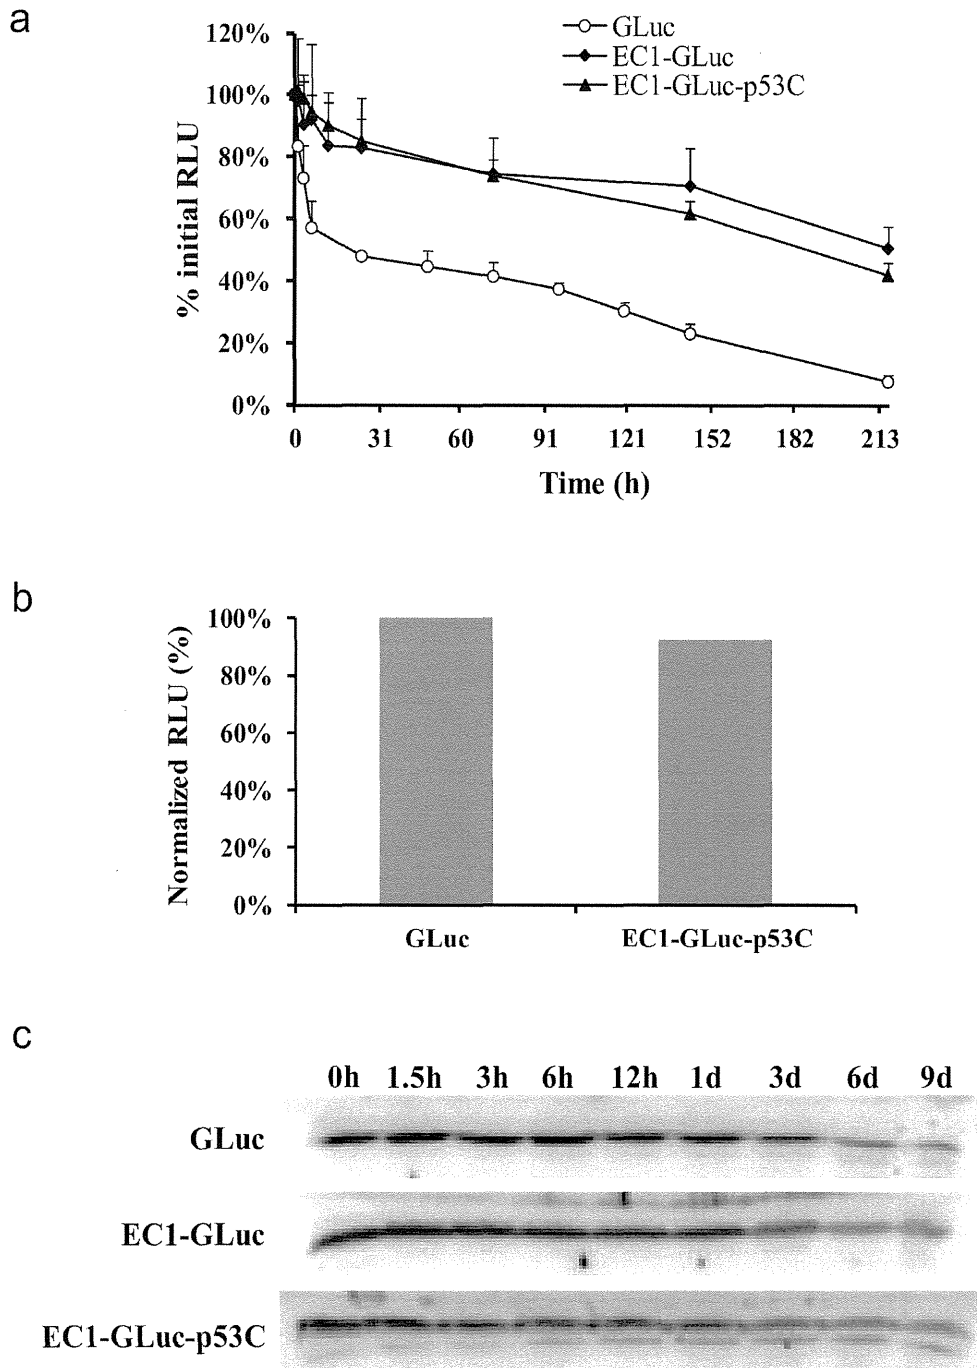 a
120%
100%
80%
60%
40%
20%
0%
% initial RLU
GLuc
EC1-GLuc
EC1-GLuc-p53C
0 31 60 91 121 152 182 213
Time (h)
b
100%
80%
60%
40%
20%
0%
Normalized RLU (%)
GLuc EC1-GLuc-p53C
c
0h 1.5h 3h 6h 12h 1d 3d 6d 9d
GLuc
EC1-GLuc
EC1-GLuc-p53C